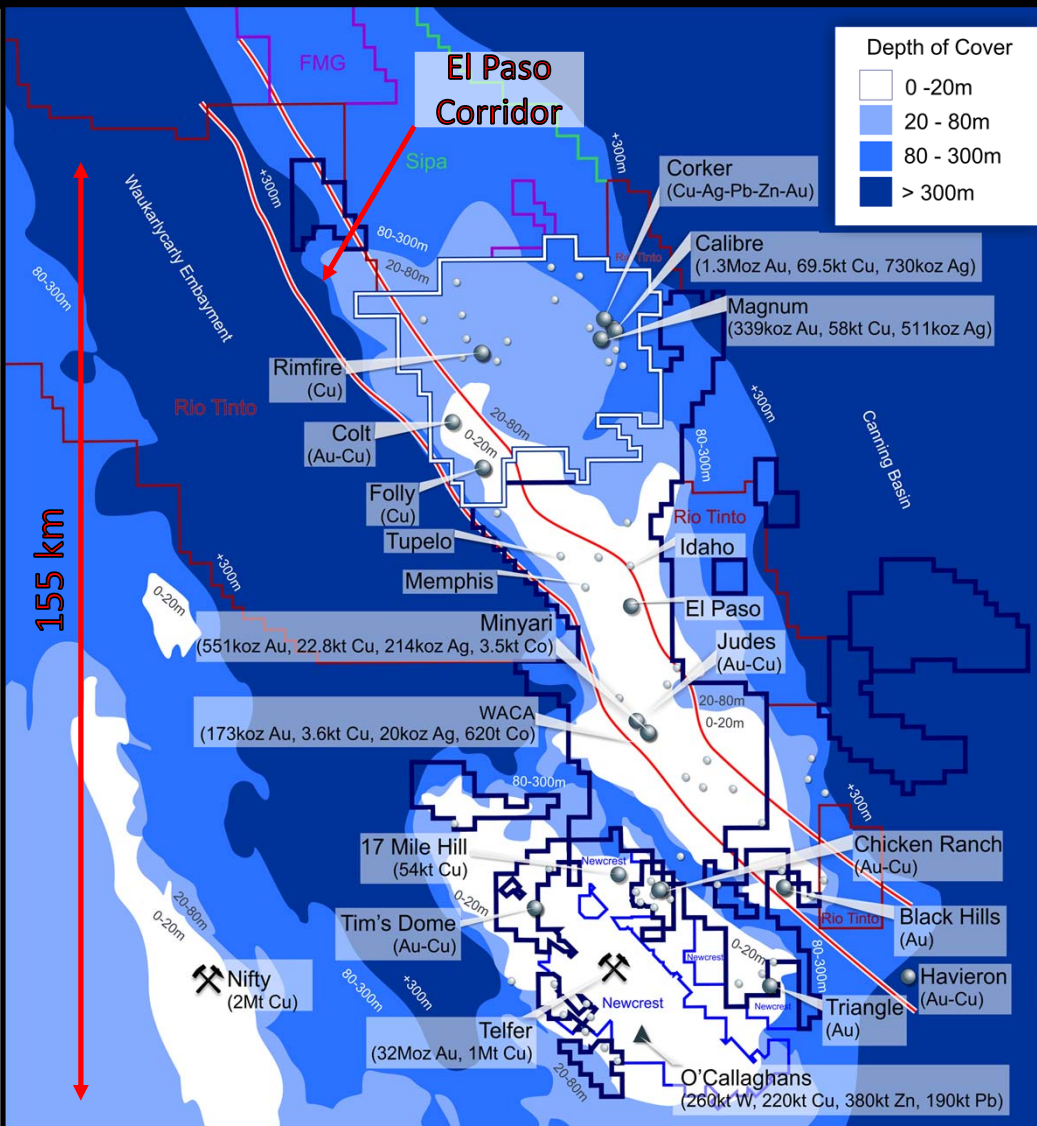 Depth of Cover
0 -20m
20 - 80m
80 - 300m
> 300m
FMG
El Paso
Corridor
Sipa
+300m
+300m
Waukarlycarly Embayment
80-300m
20-80m
80-300m
Corker
(Cu-Ag-Pb-Zn-Au)
Rio Tinto
Calibre
(1.3Moz Au, 69.5kt Cu, 730koz Ag)
Magnum
(339koz Au, 58kt Cu, 511koz Ag)
Rimfire
(Cu)
Rio Tinto
20-80m
+300m
Canning Basin
Colt
(Au-Cu)
0-20m
80-300m
Folly
(Cu)
Rio Tinto
Tupelo
Idaho
Memphis
+300m
155 km
0-20m
El Paso
Minyari
(551koz Au, 22.8kt Cu, 214koz Ag, 3.5kt Co)
Judes
(Au-Cu)
20-80m
0-20m
WACA
(173koz Au, 3.6kt Cu, 20koz Ag, 620t Co)
80-300m
+300m
17 Mile Hill
(54kt Cu)
Newcrest
Chicken Ranch
(Au-Cu)
0-20m
20-80m
0-20m
Tim's Dome
(Au-Cu)
Black Hills
(Au)
Rio Tinto
0-20m
80-300m
Newcrest
Nifty
(2Mt Cu)
80-300m
+300m
Newcrest
Havieron
(Au-Cu)
Newcrest
Triangle
(Au)
Telfer
(32Moz Au, 1Mt Cu)
20-80m
O'Callaghans
(260kt W, 220kt Cu, 380kt Zn, 190kt Pb)